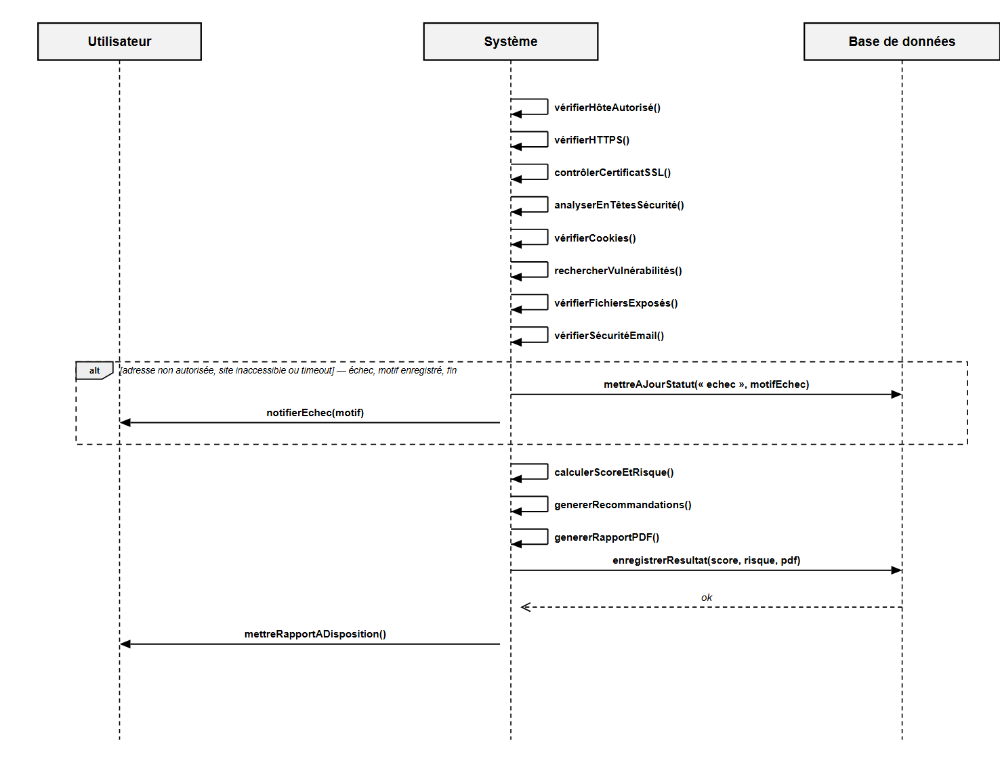 Utilisateur
Système
Base de données
vérifierHôteAutorisé()
vérifierHTTPS()
contrôlerCertificatSSL()
analyserEnTêtesSécurité()
vérifierCookies()
rechercherVulnérabilités()
vérifierFichiersExposés()
vérifierSécuritéEmail()
alt
[adresse non autorisée, site inaccessible ou timeout] — échec, motif enregistré, fin
mettreAJourStatut(« echec », motifEchec)
notifierEchec(motif)
calculerScoreEtRisque()
genererRecommandations()
genererRapportPDF()
enregistrerResultat(score, risque, pdf)
ok
mettreRapportADisposition()